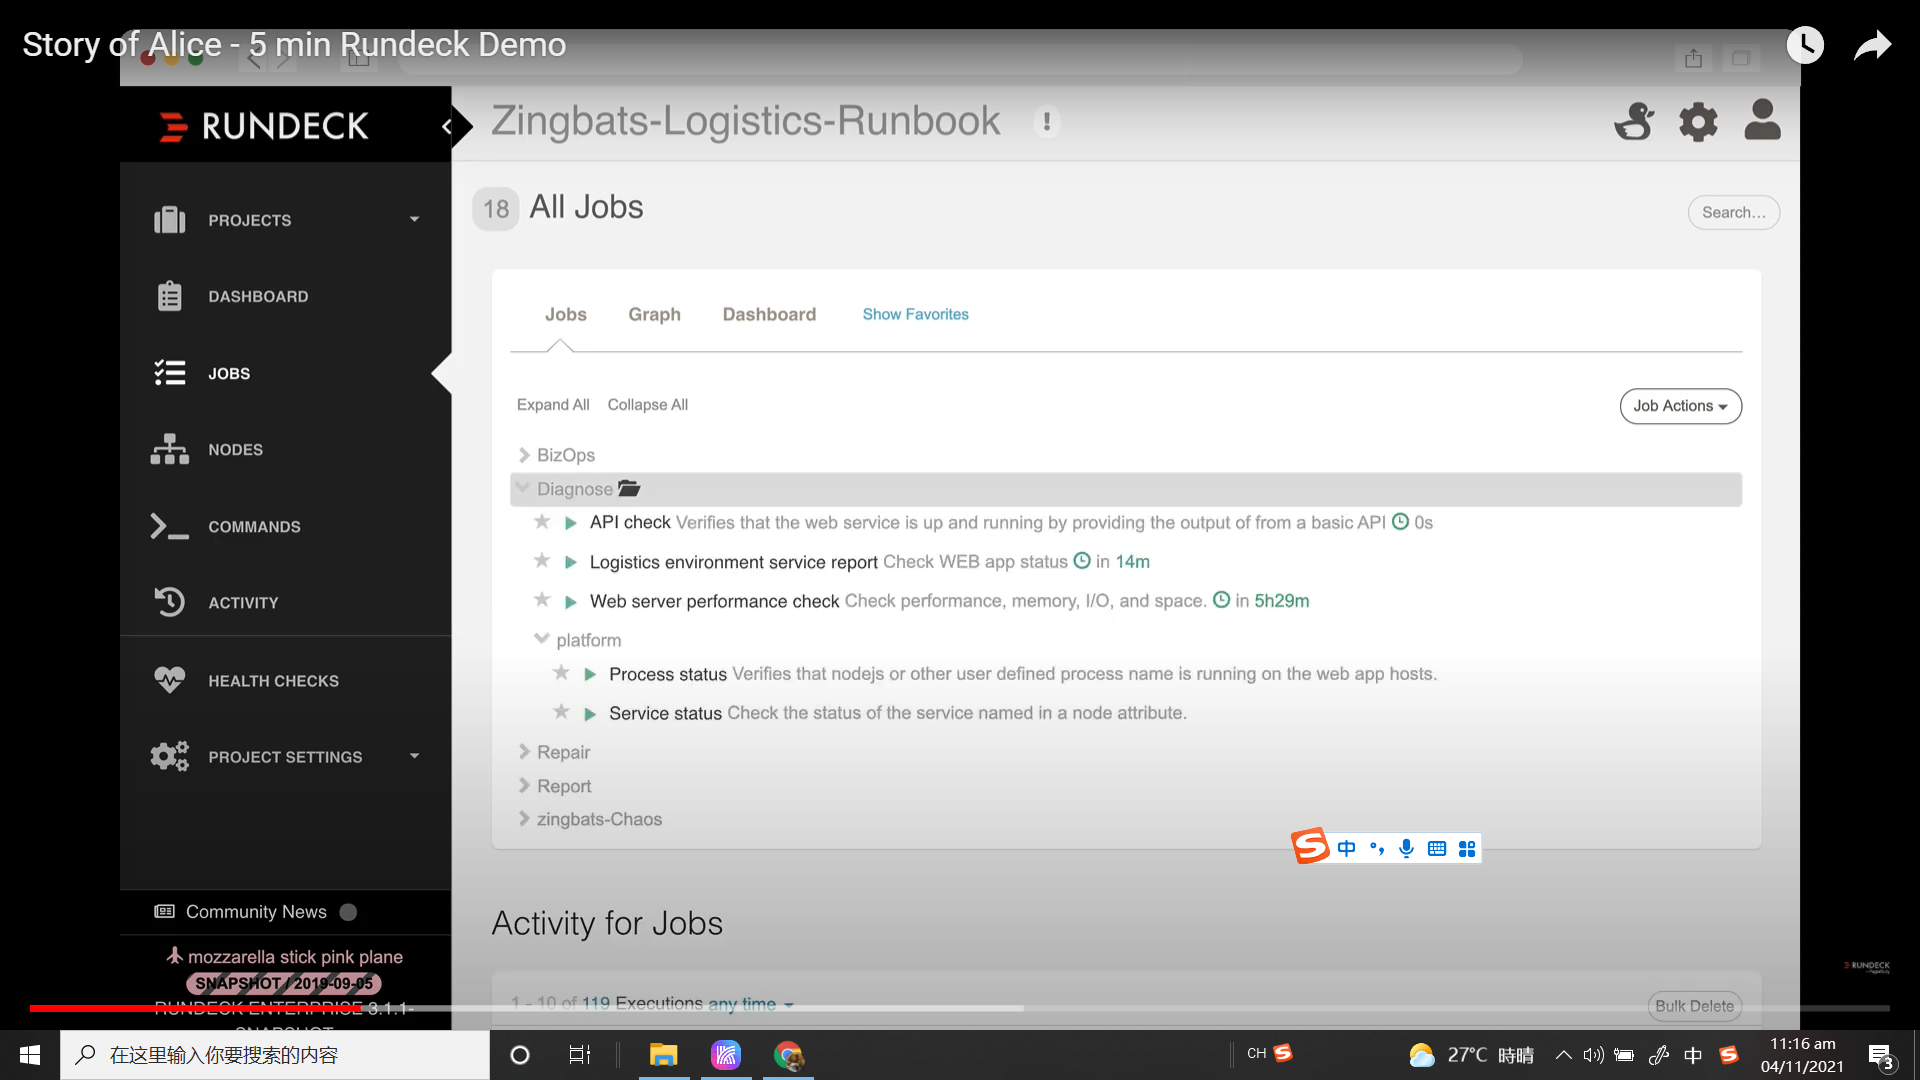 Story of Alice - 5 min Rundeck Demo
RUNDECK
Zingbats-Logistics-Runbook
18 All Jobs
Search…
PROJECTS
DASHBOARD
JOBS
NODES
COMMANDS
ACTIVITY
HEALTH CHECKS
PROJECT SETTINGS
Jobs Graph Dashboard Show Favorites
Expand All Collapse All
Job Actions
BizOps
Diagnose
API check Verifies that the web service is up and running by providing the output of from a basic API 0s
Logistics environment service report Check WEB app status in 14m
Web server performance check Check performance, memory, I/O, and space. in 5h29m
platform
Process status Verifies that nodejs or other user defined process name is running on the web app hosts.
Service status Check the status of the service named in a node attribute.
Repair
Report
zingbats-Chaos
中
Activity for Jobs
1 - 10 of 119 Executions any time
Bulk Delete
Community News
mozzarella stick pink plane
SNAPSHOT / 2019-09-05
RUNDECK ENTERPRISE 3.1.1-
SNAPSHOT
RUNDECK
在这里输入你要搜索的内容
CH
27°C 時晴
中
11:16 am
04/11/2021
3